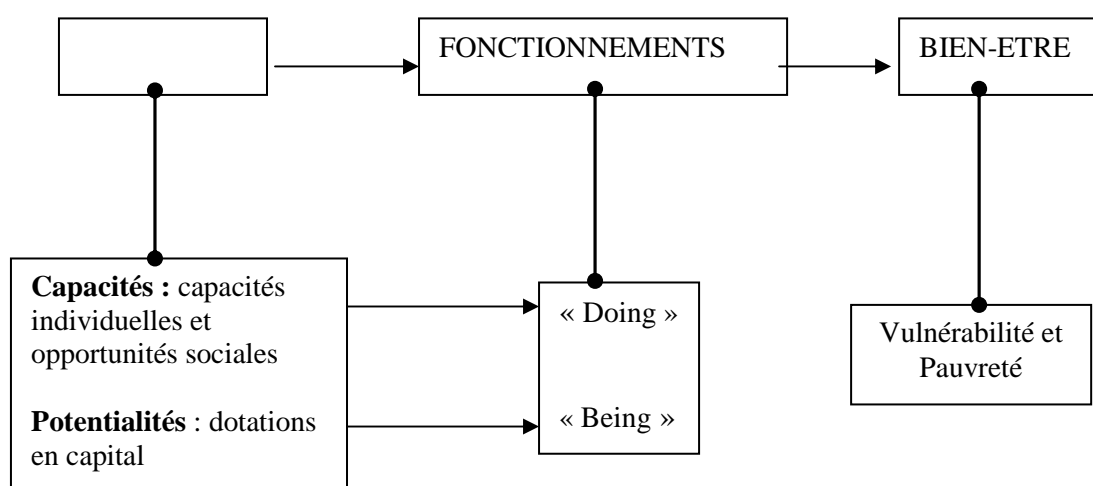 FONCTIONNEMENTS
BIEN-ETRE
Capacités : capacités
individuelles et
opportunités sociales
Potentialités : dotations
en capital
« Doing »
« Being »
Vulnérabilité et
Pauvreté